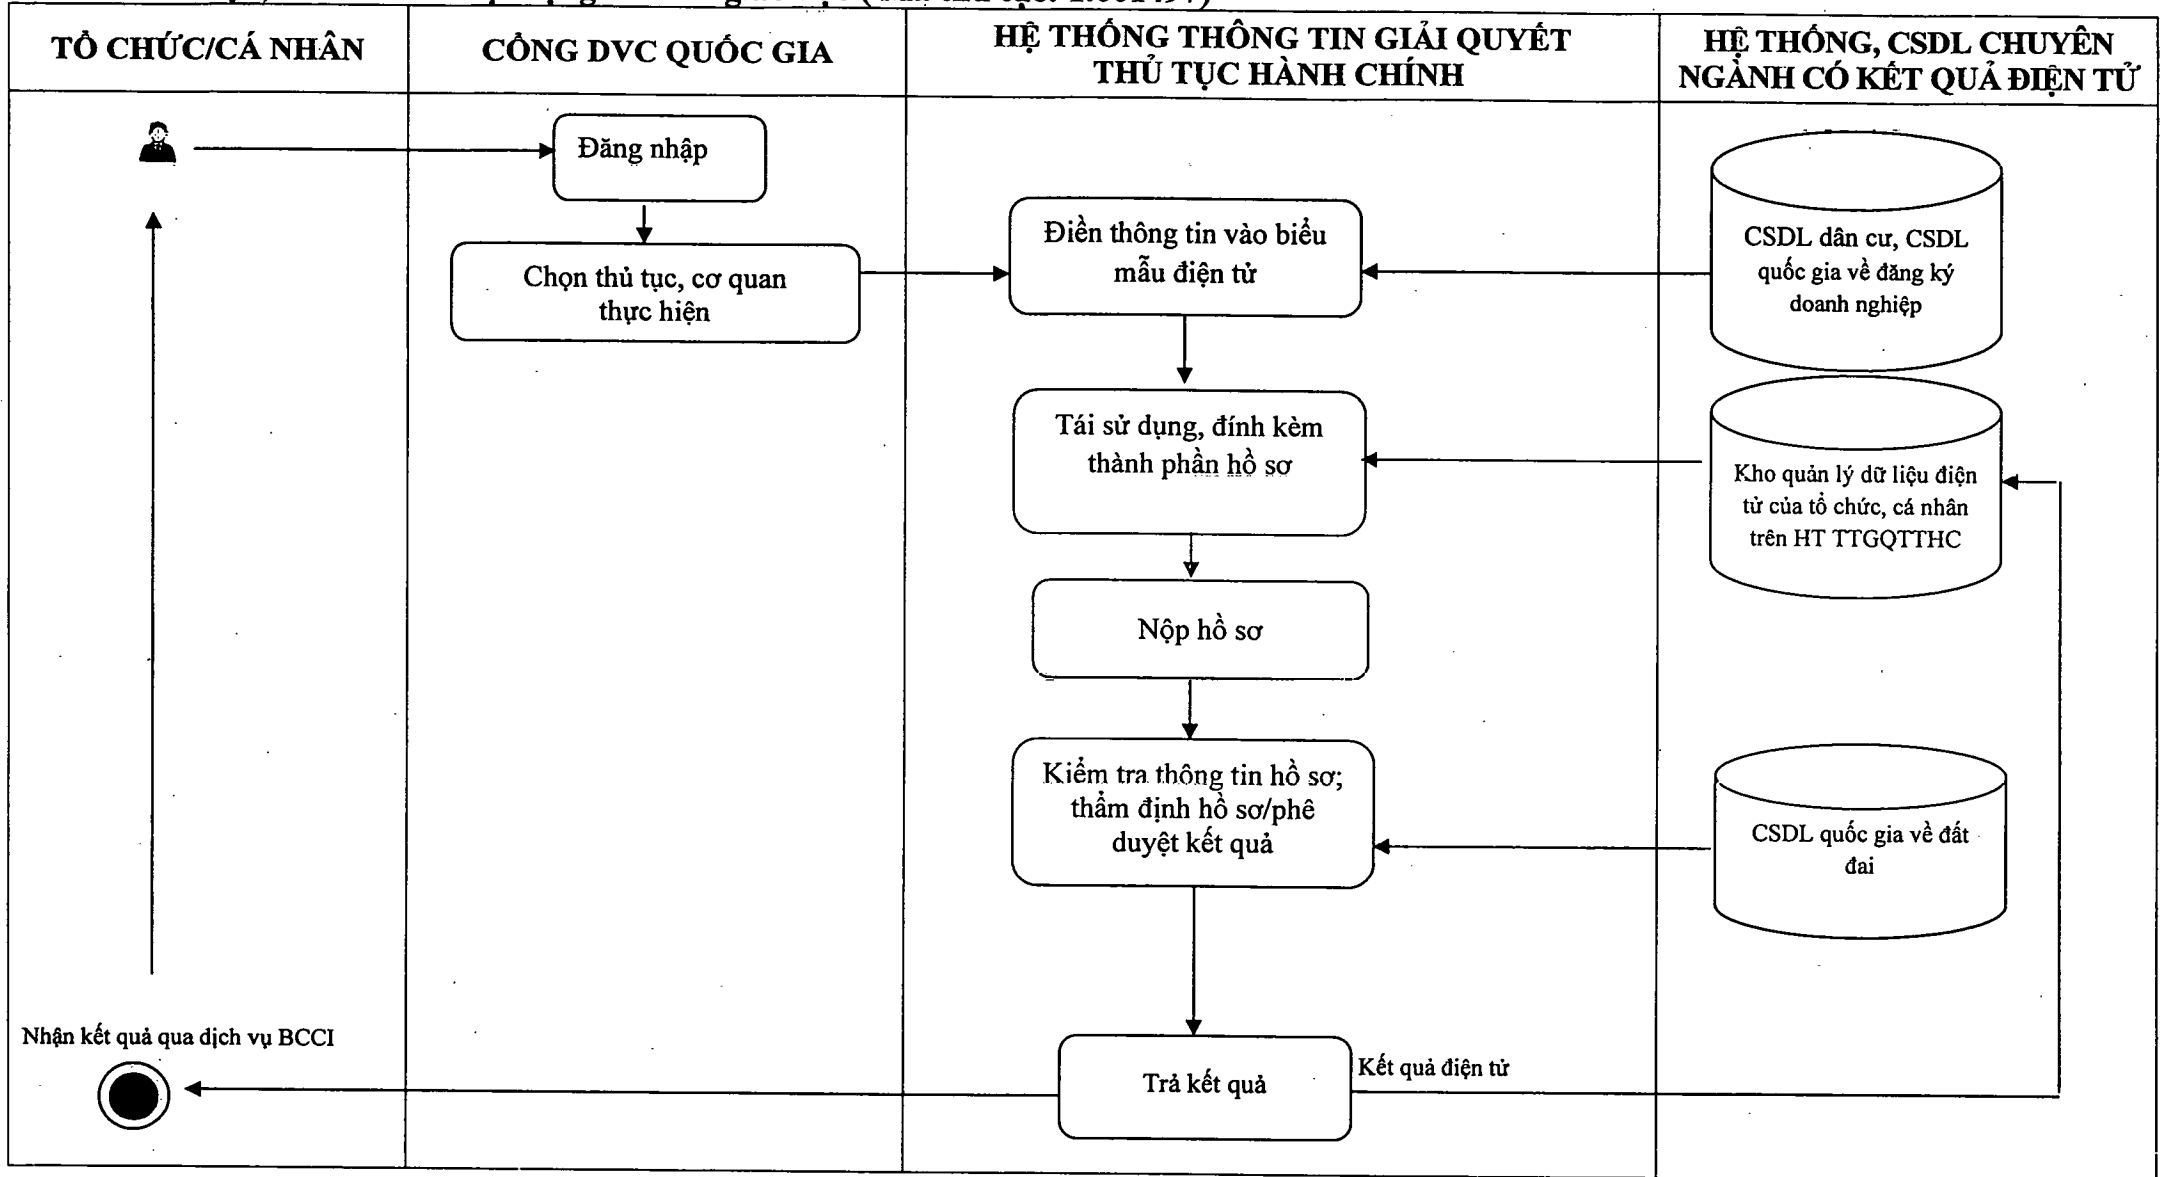 TỔ CHỨC/CÁ NHÂN
CỔNG DVC QUỐC GIA
HỆ THỐNG THÔNG TIN GIẢI QUYẾT
THỦ TỤC HÀNH CHÍNH
HỆ THỐNG, CSDL CHUYÊN
NGÀNH CÓ KẾT QUẢ ĐIỆN TỬ
Đăng nhập
Chọn thủ tục, cơ quan
thực hiện
Điền thông tin vào biểu
mẫu điện tử
CSDL dân cư, CSDL
quốc gia về đăng ký
doanh nghiệp
Tái sử dụng, đính kèm
thành phần hồ sơ
Kho quản lý dữ liệu điện
tử của tổ chức, cá nhân
trên HT TTGQTTHC
Nộp hồ sơ
Kiểm tra thông tin hồ sơ;
thẩm định hồ sơ/phê
duyệt kết quả
CSDL quốc gia về đất
đai
Nhận kết quả qua dịch vụ BCCI
Trả kết quả
Kết quả điện tử